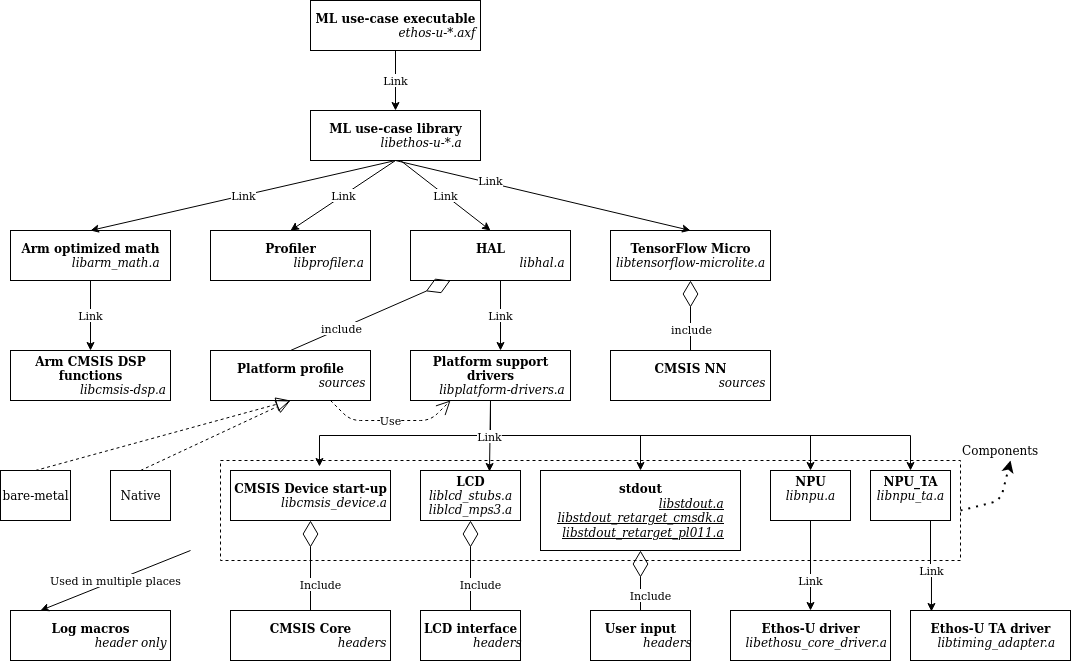 ML use-case executable
ethos-u-*.axf
Link
ML use-case library
libethos-u-*.a
Link
Link
Link
Link
Arm optimized math
libarm_math.a
Profiler
libprofiler.a
HAL
libhal.a
TensorFlow Micro
libtensorflow-microlite.a
Link
include
Link
include
Arm CMSIS DSP
functions
libcmsis-dsp.a
Platform profile
sources
Platform support
drivers
libplatform-drivers.a
CMSIS NN
sources
Use
Link
Components
bare-metal
Native
CMSIS Device start-up
libcmsis_device.a
LCD
liblcd_stubs.a
liblcd_mps3.a
stdout
libstdout.a
libstdout_retarget_cmsdk.a
libstdout_retarget_pl011.a
NPU
libnpu.a
NPU_TA
libnpu_ta.a
Used in multiple places
Include
Include
Include
Link
Link
Log macros
header only
CMSIS Core
headers
LCD interface
headers
User input
headers
Ethos-U driver
libethosu_core_driver.a
Ethos-U TA driver
libtiming_adapter.a